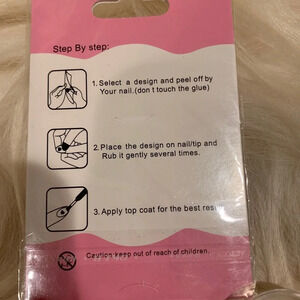 Step By step:
1. Select a design and peel off by
Your nail.(don t touch the glue)
2. Place the design on nail/tip and
Rub it gently several times.
3. Apply top coat for the best res
Caution:keep out of reach of children.